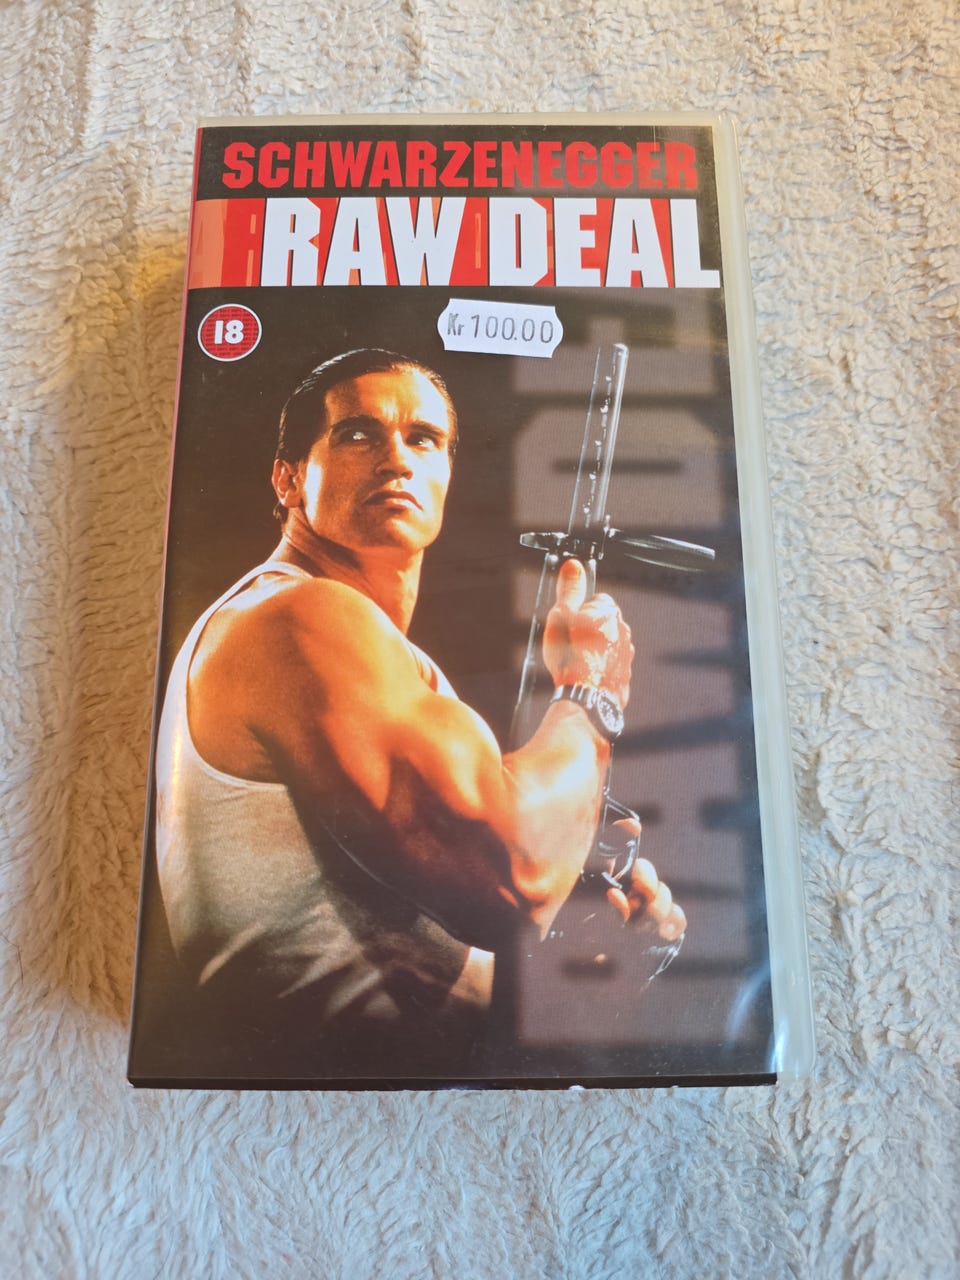 SCHWARZENEGGER
RAW DEAL
18
Kr 100.00